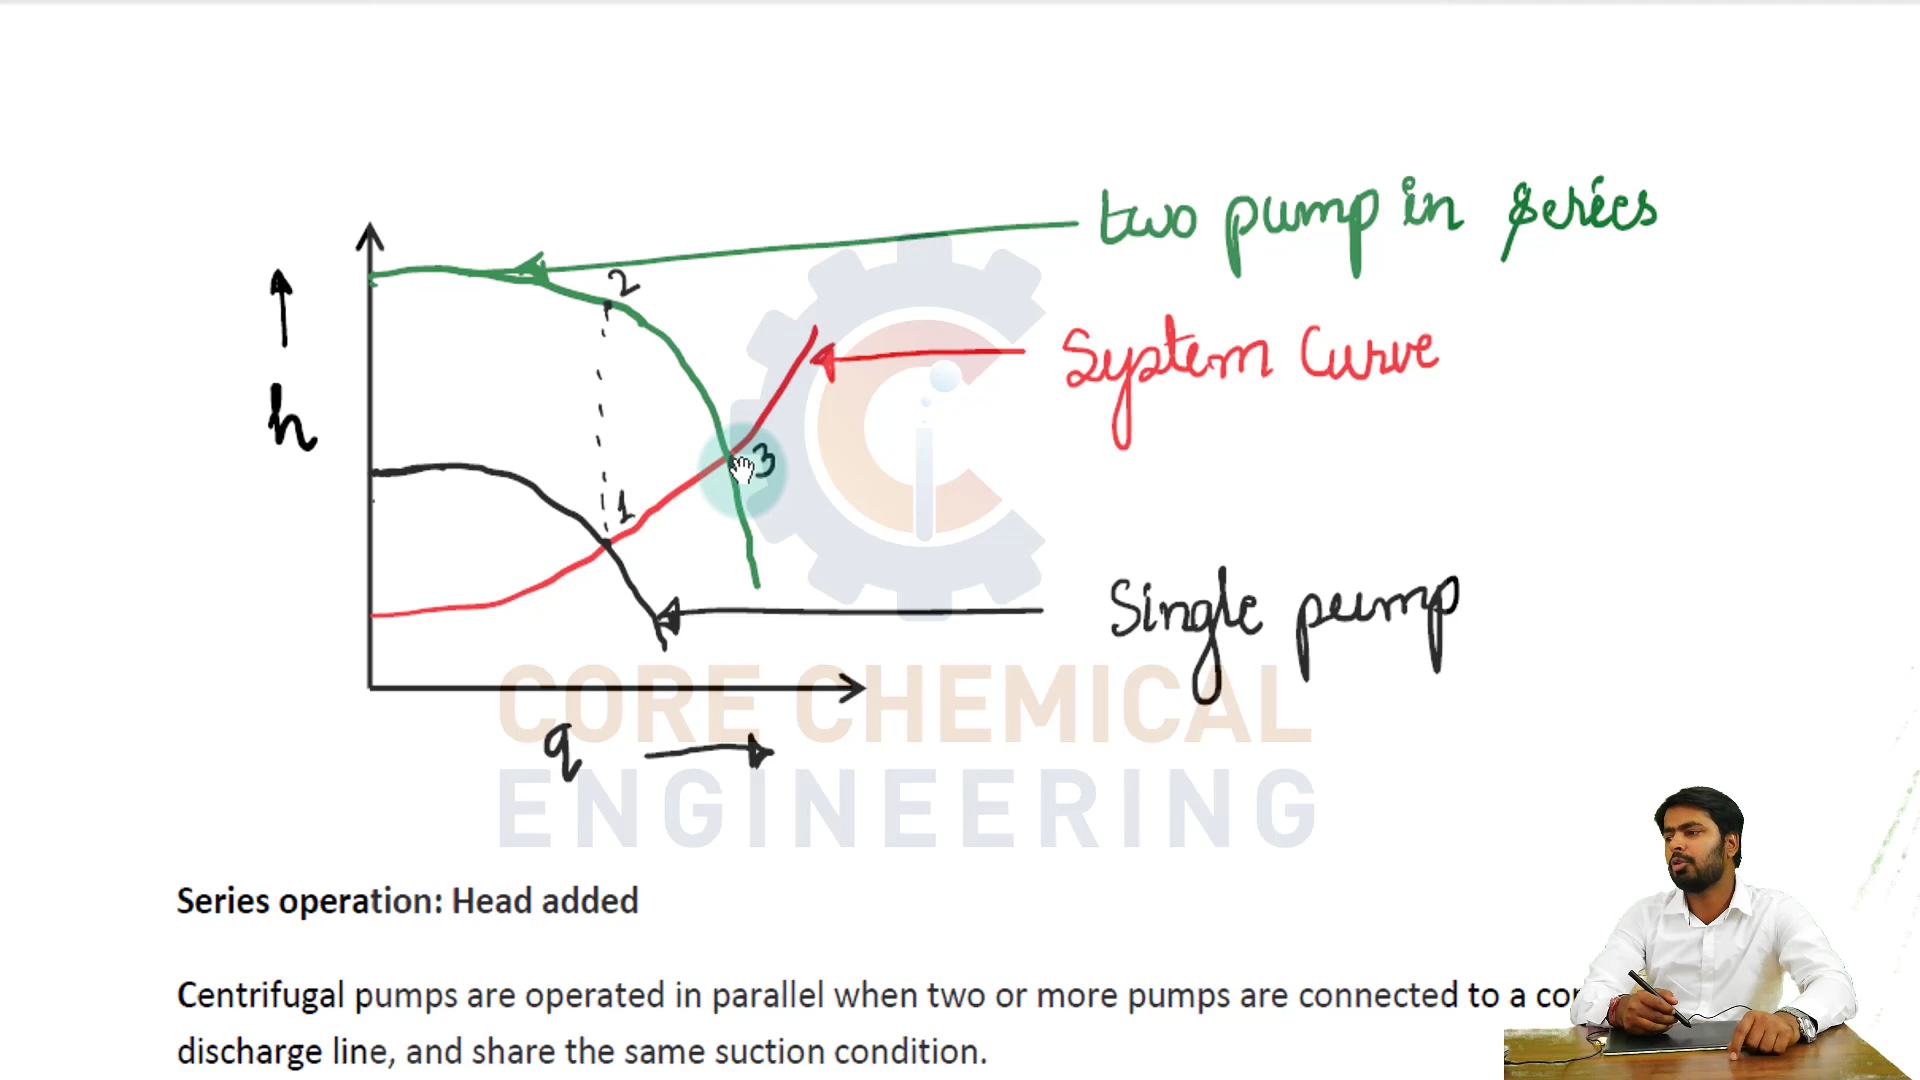 two pump in series
2
h
System Curve
3
1
Single pump
q
CORE CHEMICAL
ENGINEERING
Series operation: Head added
Centrifugal pumps are operated in parallel when two or more pumps are connected to a
discharge line, and share the same suction condition.